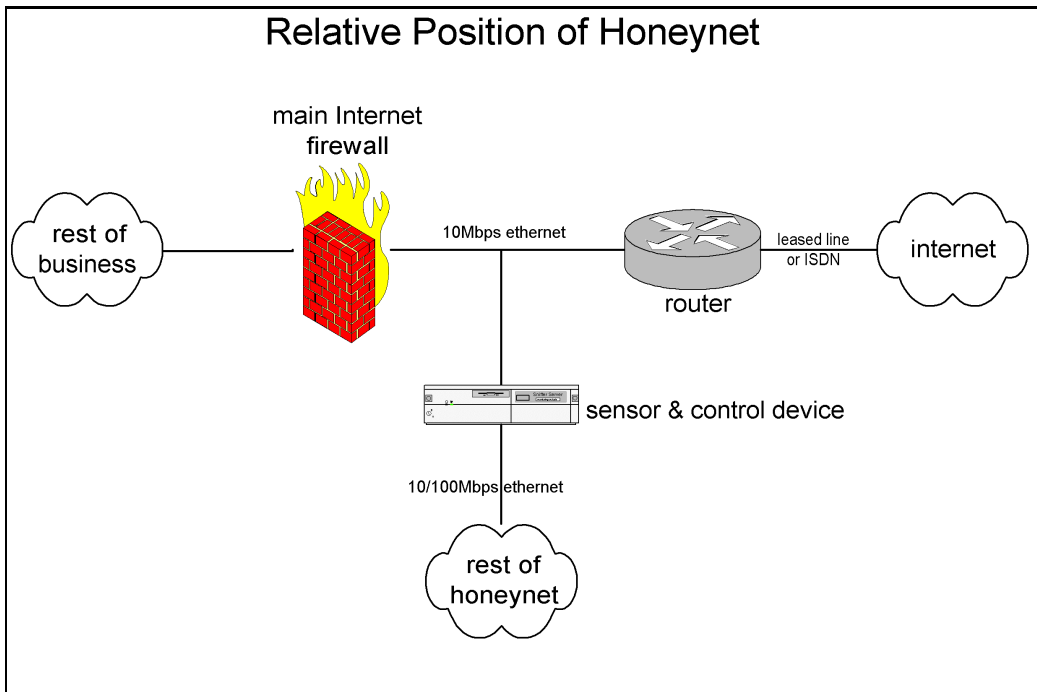 Relative Position of Honeynet
main Internet
firewall
rest of
business
10Mbps ethernet
router
leased line
or ISDN
internet
sensor & control device
10/100Mbps ethernet
rest of
honeynet